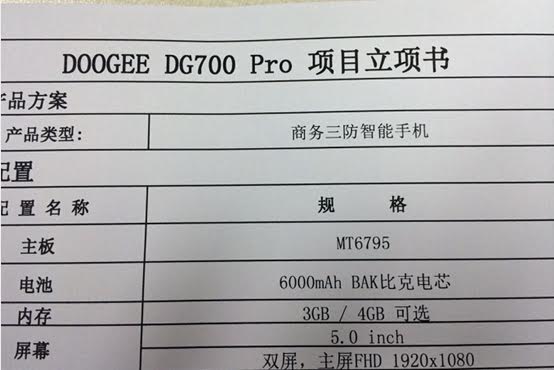 DOOGEE DG700 Pro 项目立项书
产品方案
产品类型: 商务三防智能手机
配置
配 置 名 称 规 格
主板 MT6795
电池 6000mAh BAK比克电芯
内存 3GB / 4GB 可选
屏幕 5.0 inch
双屏，主屏FHD 1920x1080